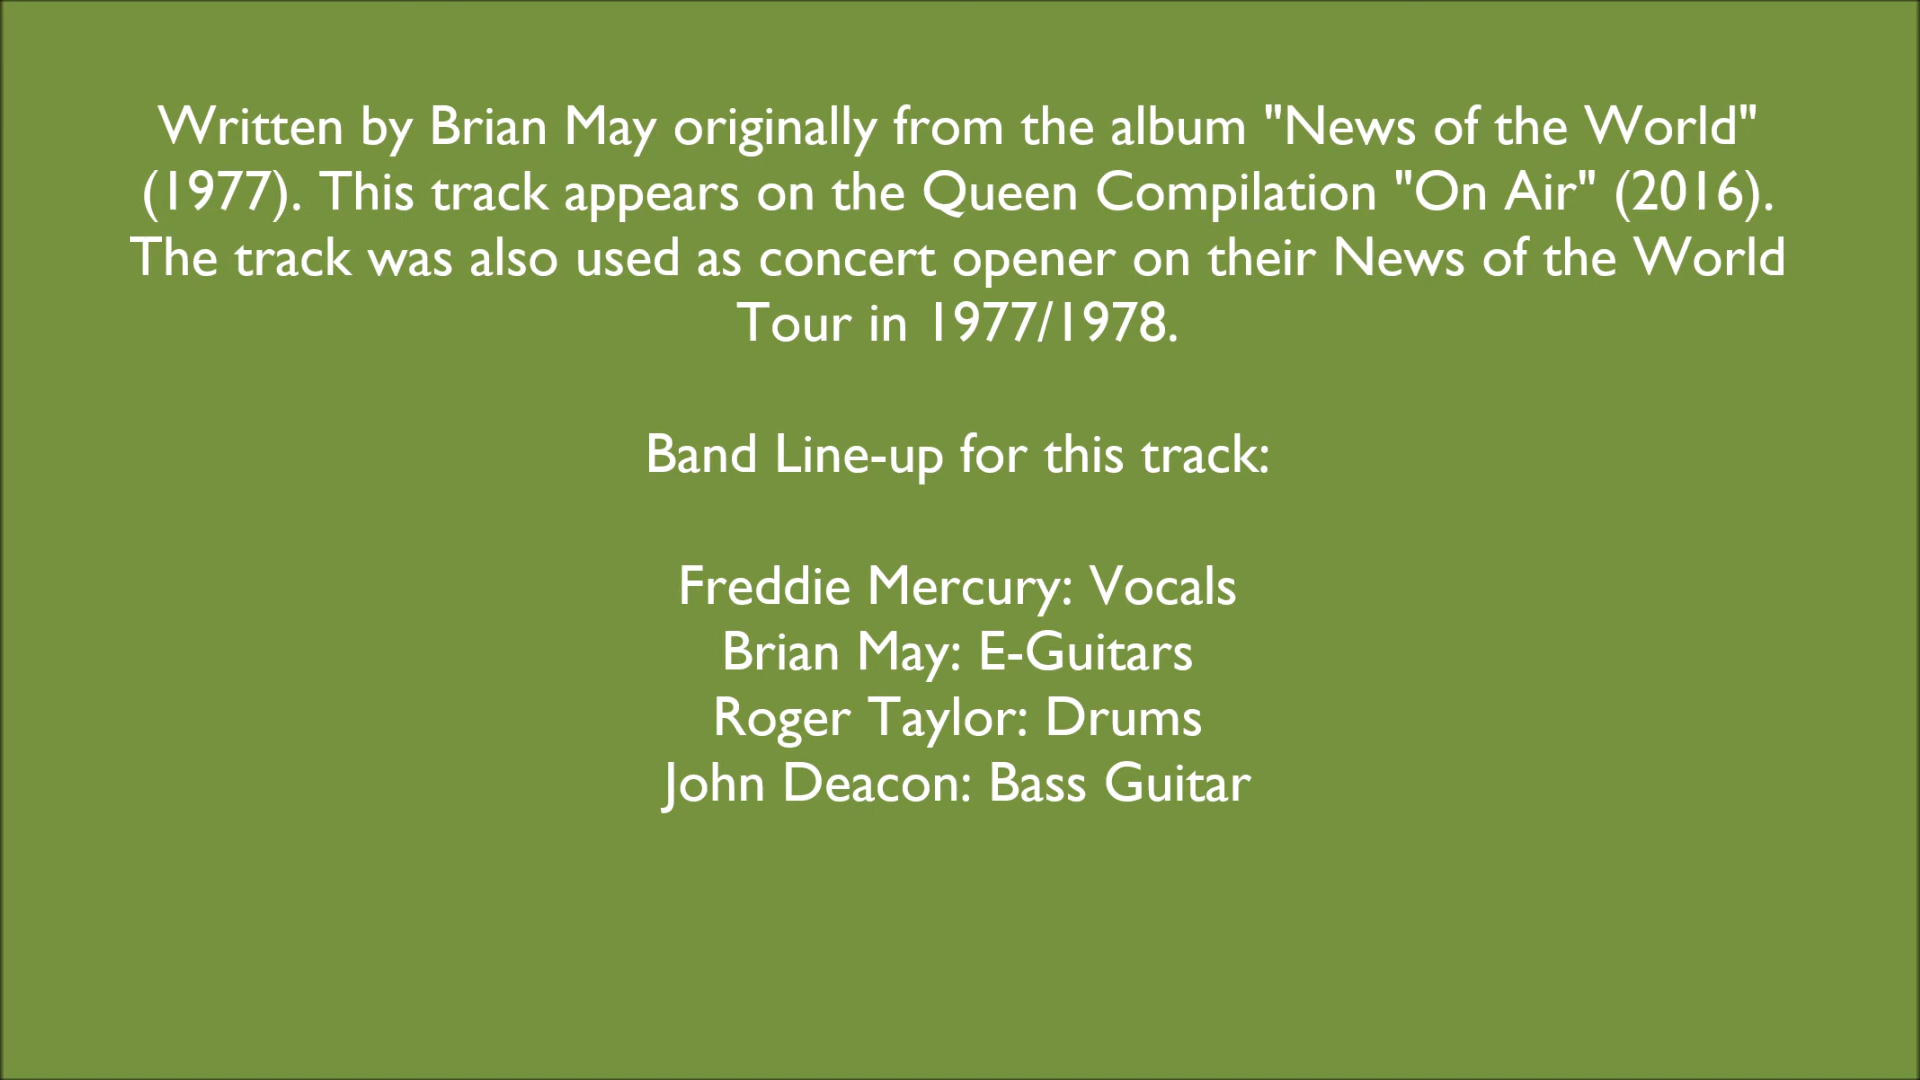 Written by Brian May originally from the album "News of the World"
(1977). This track appears on the Queen Compilation "On Air" (2016).
The track was also used as concert opener on their News of the World
Tour in 1977/1978.
Band Line-up for this track:
Freddie Mercury: Vocals
Brian May: E-Guitars
Roger Taylor: Drums
John Deacon: Bass Guitar